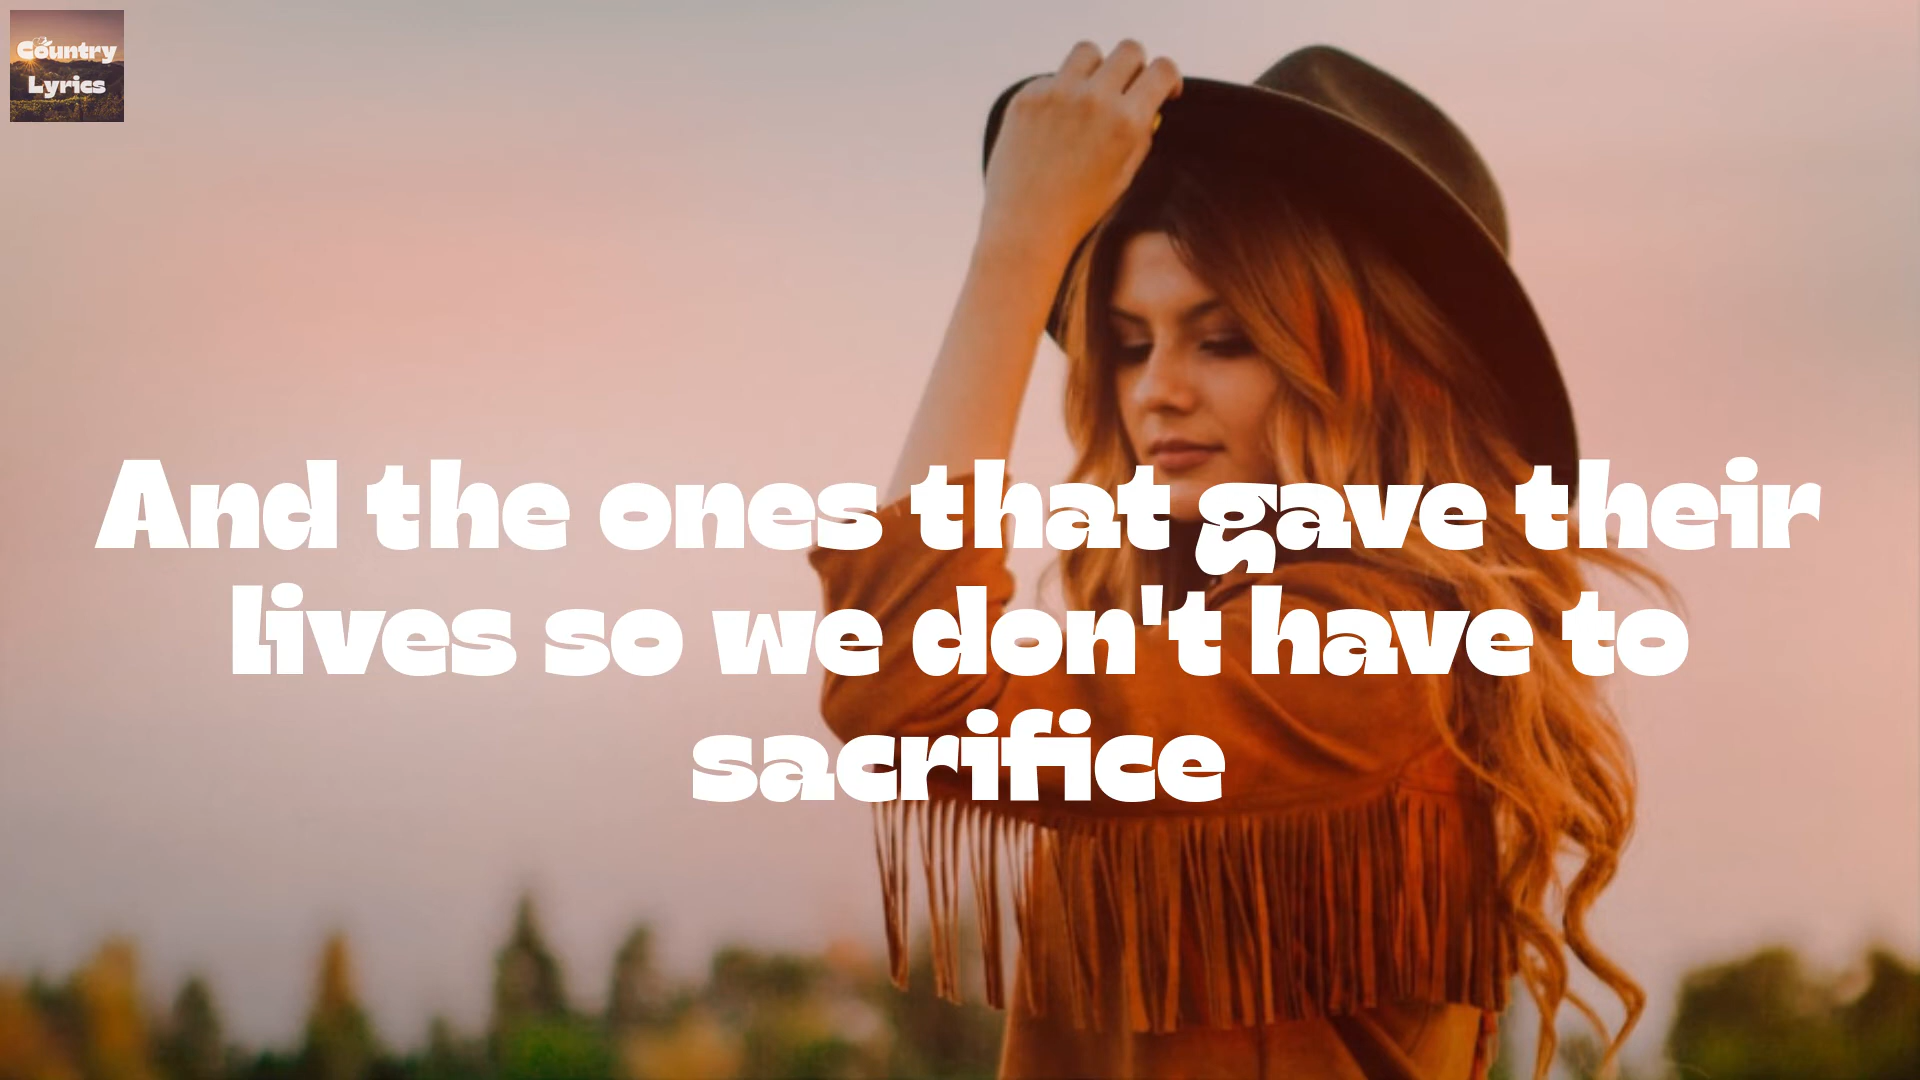 Country
Lyrics
And the ones that gave their
lives so we don't have to
sacrifice